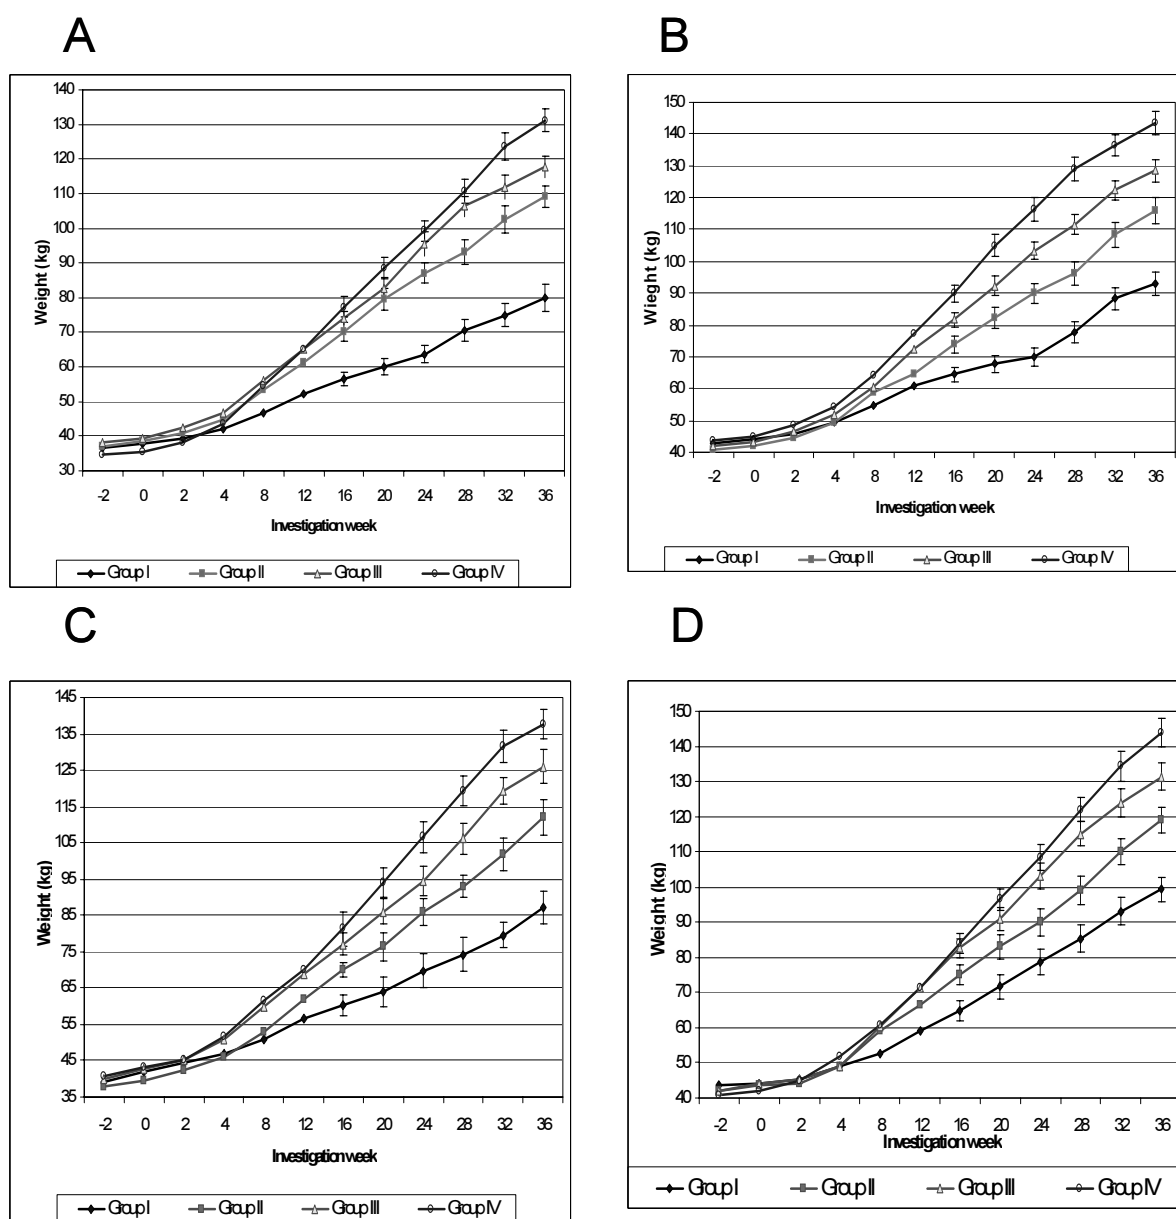 A
B
140
130
120
110
100
90
80
70
60
50
40
30
Weight (kg)
-2 0 2 4 8 12 16 20 24 28 32 36
Investigation week
Group I Group II Group III Group IV
150
140
130
120
110
100
90
80
70
60
50
40
Wieght (kg)
-2 0 2 4 8 12 16 20 24 28 32 36
Investigation week
Group I Group II Group III Group IV
C
D
145
135
125
115
105
95
85
75
65
55
45
35
Weight (kg)
-2 0 2 4 8 12 16 20 24 28 32 36
Investigation week
Group I Group II Group III Group IV
150
140
130
120
110
100
90
80
70
60
50
40
Weight (kg)
-2 0 2 4 8 12 16 20 24 28 32 36
Investigation week
Group I Group II Group III Group IV